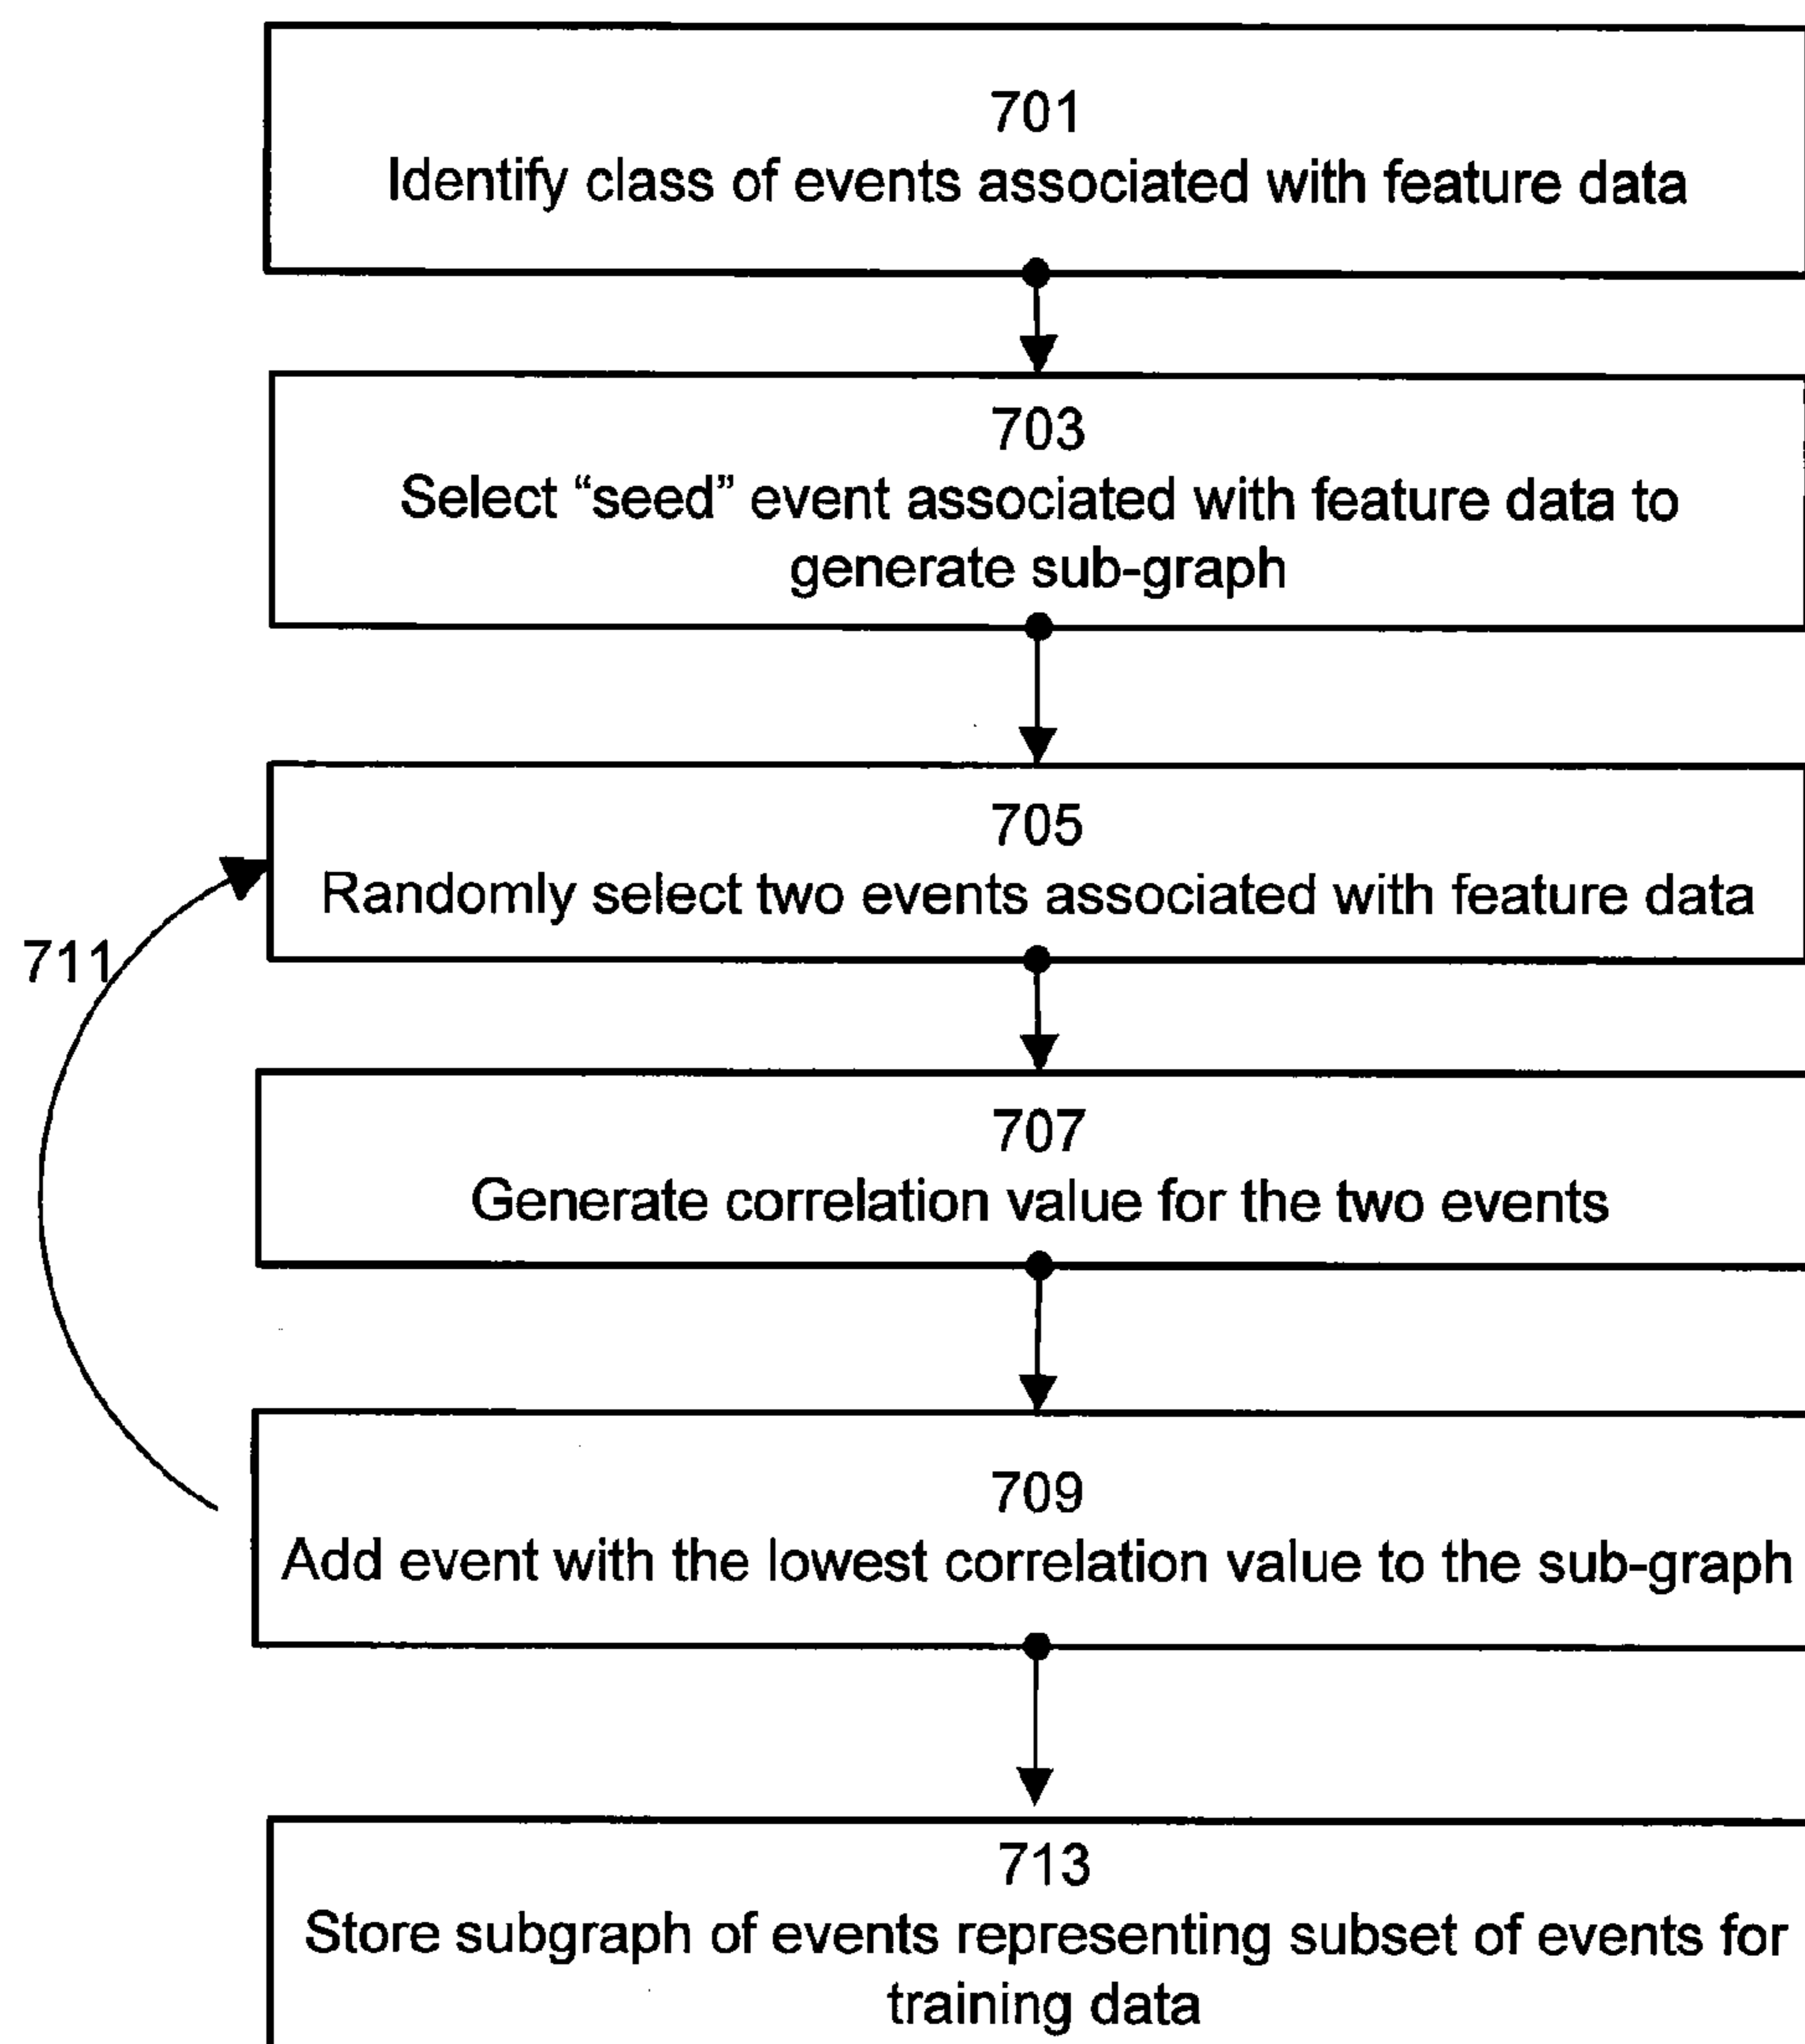 701
Identify class of events associated with feature data
703
Select “seed” event associated with feature data to
generate sub-graph
705
Randomly select two events associated with feature data
711
707
Generate correlation value for the two events
709
Add event with the lowest correlation value to the sub-graph
713
Store subgraph of events representing subset of events for
training data